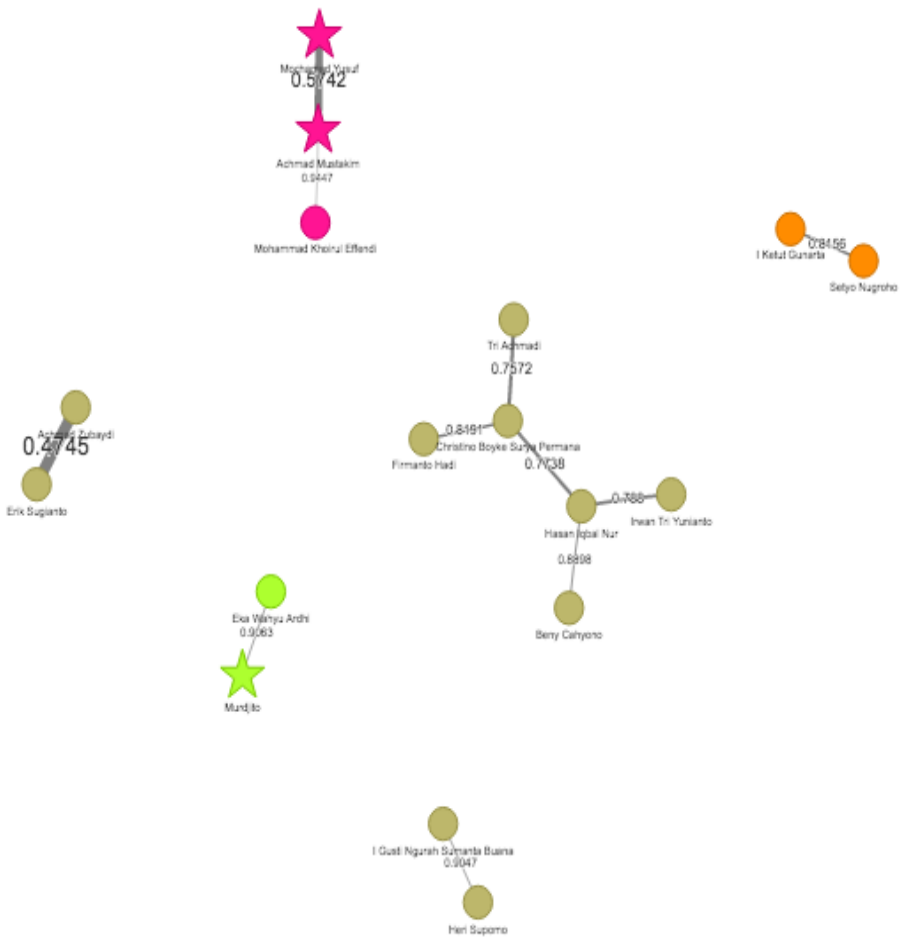 Mochamad Yusuf
0.5742
Achmad Mustakim
0.9447
Mohammad Khoirul Effendi
I Ketut Gunarta
0.8156
Setyo Nugroho
Tri Achmadi
0.7572
0.8191
Christino Boyke Surya Permana
Firmanto Hadi
0.7738
Achmad Zubaydi
0.4745
Erik Sugianto
0.788
Irwan Tri Yunianto
Hasan Iqbal Nur
0.8898
Beny Cahyono
Eka Wahyu Ardhi
0.9063
Murdjito
I Gusti Ngurah Sumanta Buana
0.9047
Heri Supomo